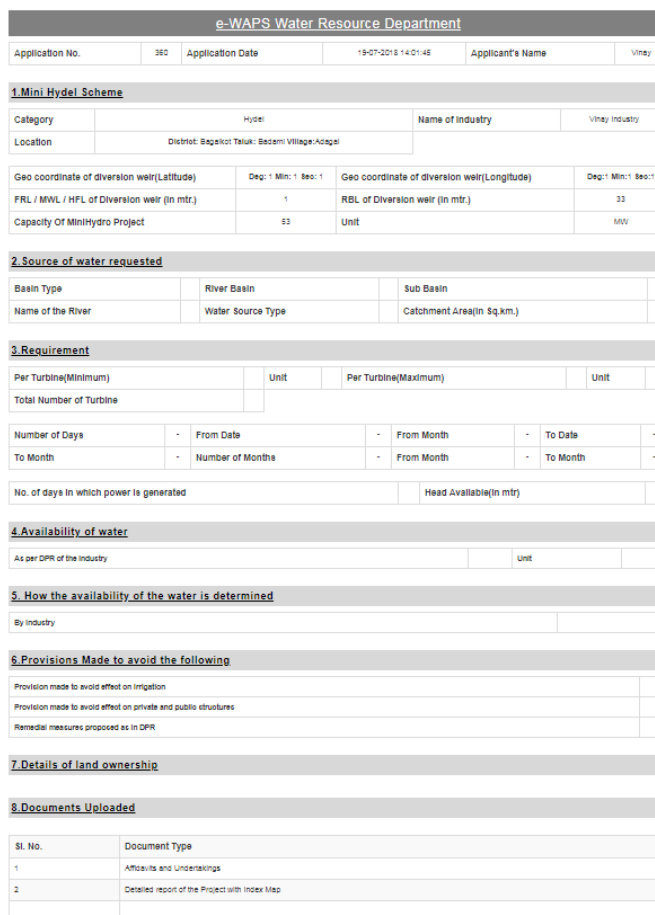 e-WAPS Water Resource Department
Application No. 360 Application Date 19-07-2018 14:01:45 Applicant's Name Vinay
1.Mini Hydel Scheme
Category Hydel Name of Industry Vinay Industry
Location District: Bagalkot Taluk: Badami Village:Adagal
Geo coordinate of diversion weir(Latitude) Deg: 1 Min: 1 Sec: 1 Geo coordinate of diversion weir(Longitude) Deg:1 Min:1 Sec:1
FRL / MWL / HFL of Diversion weir (in mtr.) 1 RBL of Diversion weir (in mtr.) 33
Capacity Of MiniHydro Project 53 Unit MW
2.Source of water requested
Basin Type River Basin Sub Basin
Name of the River Water Source Type Catchment Area(in Sq.km.)
3.Requirement
Per Turbine(Minimum) Unit Per Turbine(Maximum) Unit
Total Number of Turbine
Number of Days - From Date - From Month - To Date -
To Month - Number of Months - From Month - To Month -
No. of days in which power is generated Head Available(in mtr)
4.Availability of water
As per DPR of the industry Unit
5. How the availability of the water is determined
By industry
6.Provisions Made to avoid the following
Provision made to avoid effect on irrigation
Provision made to avoid effect on private and public structures
Remedial measures proposed as in DPR
7.Details of land ownership
8.Documents Uploaded
Sl. No. Document Type
1 Affidavits and Undertakings
2 Detailed report of the Project with Index Map